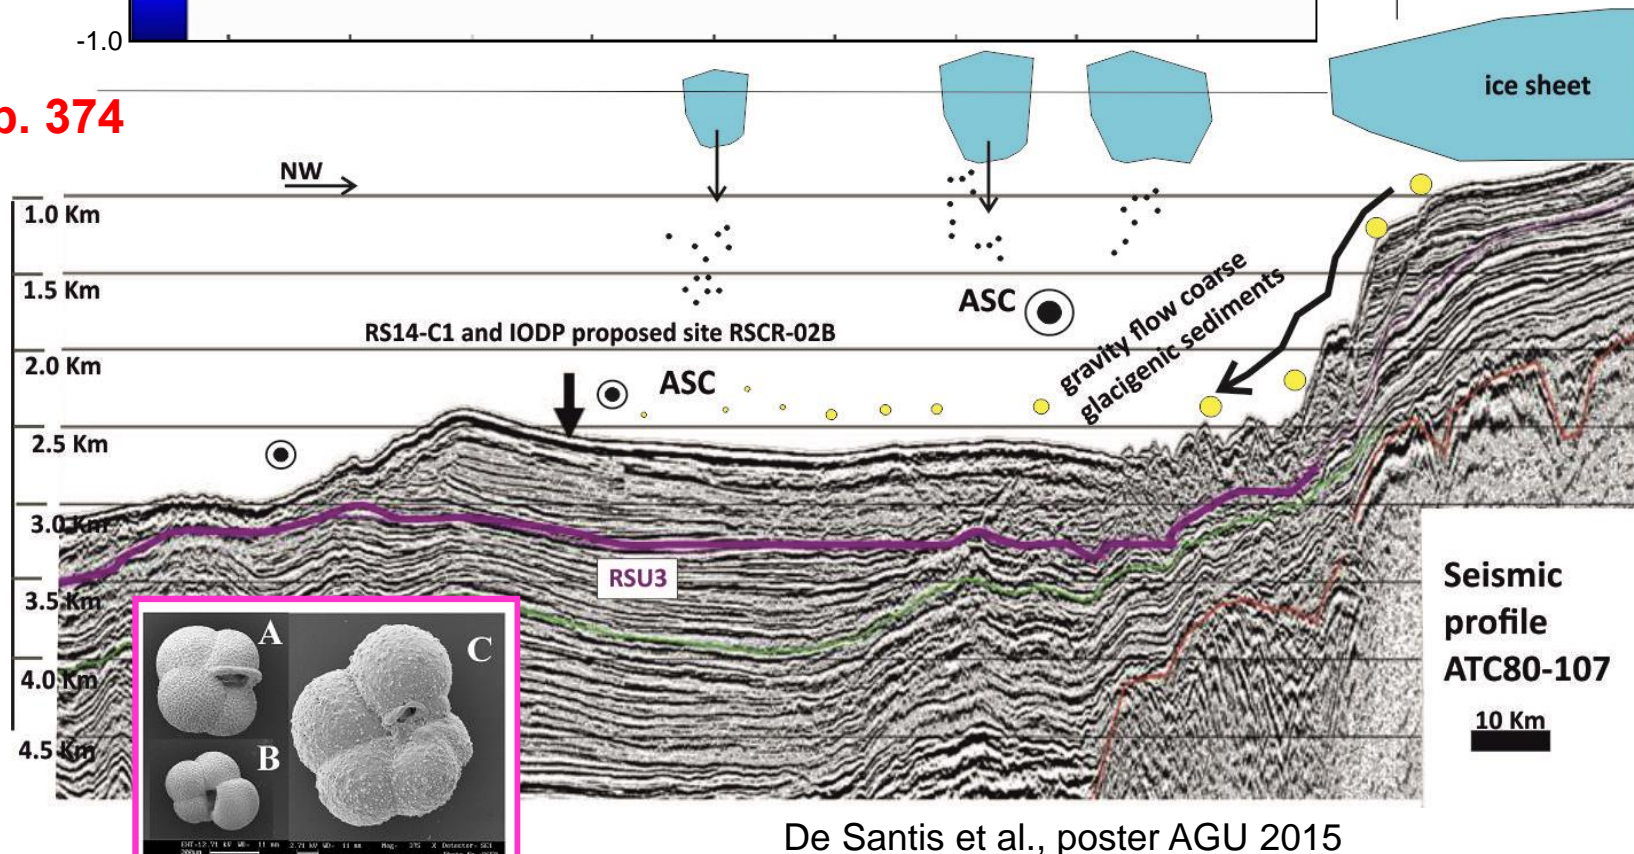 -1.0
ice sheet
p. 374
NW
1.0 Km
1.5 Km
ASC
gravity flow coarse
glacigenic sediments
RS14-C1 and IODP proposed site RSCR-02B
2.0 Km
ASC
2.5 Km
3.0 Km
RSU3
3.5 Km
Seismic
profile
ATC80-107
10 Km
4.0 Km
4.5 Km
A
B
C
De Santis et al., poster AGU 2015